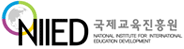 NIIED 국제교육진흥원
NATIONAL INSTITUTE FOR INTERNATIONAL
EDUCATION DEVELOPMENT